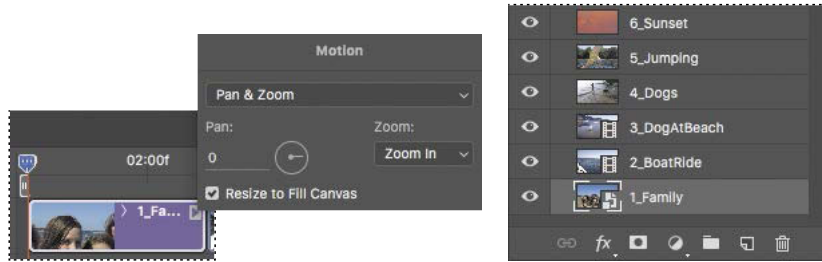 02:00f
1_Fa...
Motion
Pan & Zoom
Pan:
Zoom:
0
Zoom In
Resize to Fill Canvas
6_Sunset
5_Jumping
4_Dogs
3_DogAtBeach
2_BoatRide
1_Family
fx